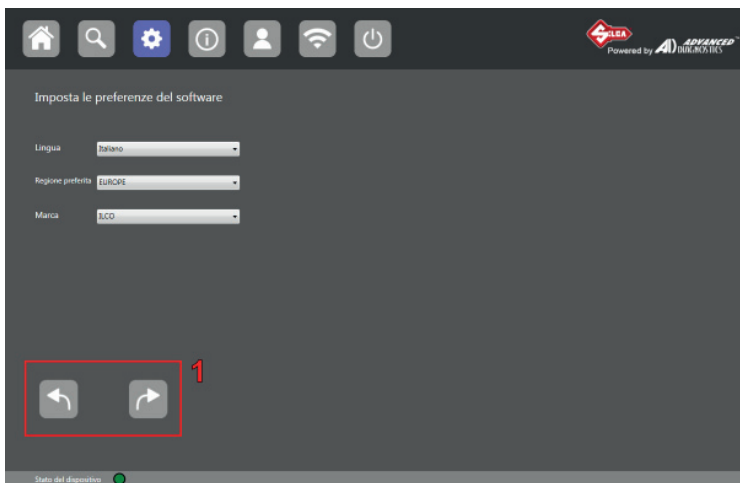 SILCA
Powered by AD ADVANCED DIAGNOSTICS
Imposta le preferenze del software
Lingua Italiano
Regione preferita EUROPE
Marca ILCO
1
Stato del dispositivo